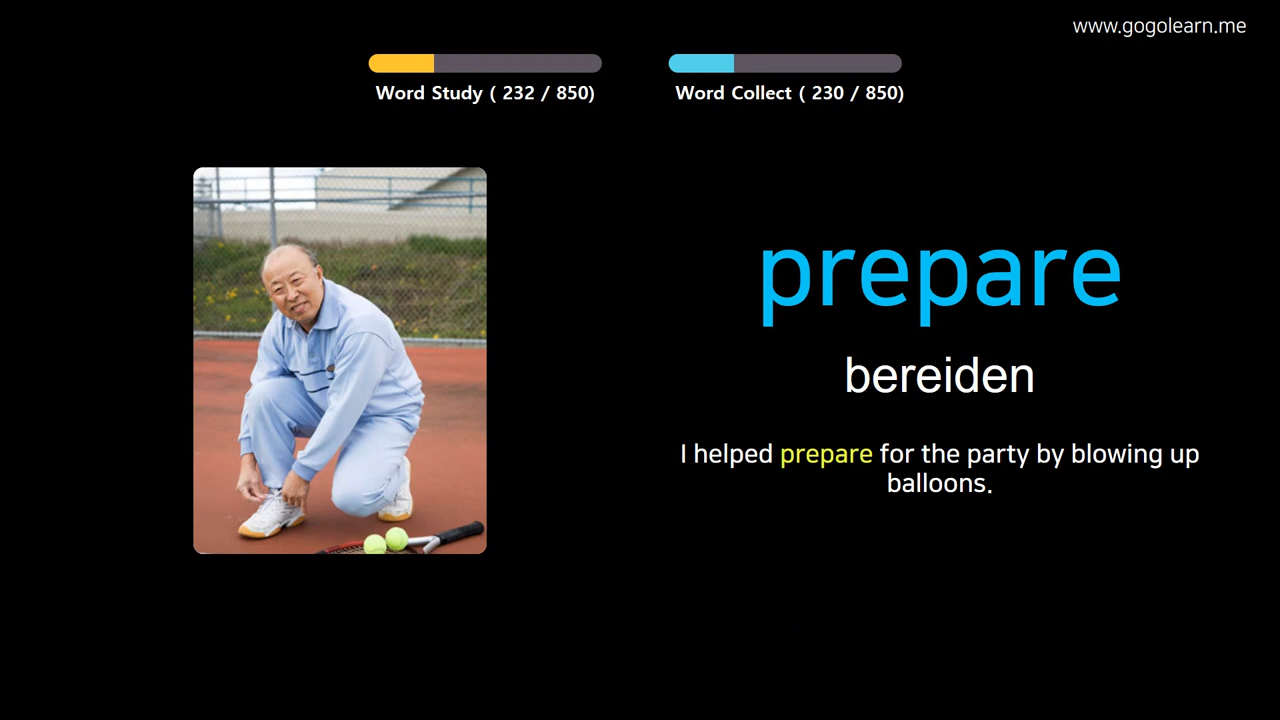 www.gogolearn.me
Word Study ( 232 / 850)
Word Collect ( 230 / 850)
prepare
bereiden
I helped prepare for the party by blowing up
balloons.